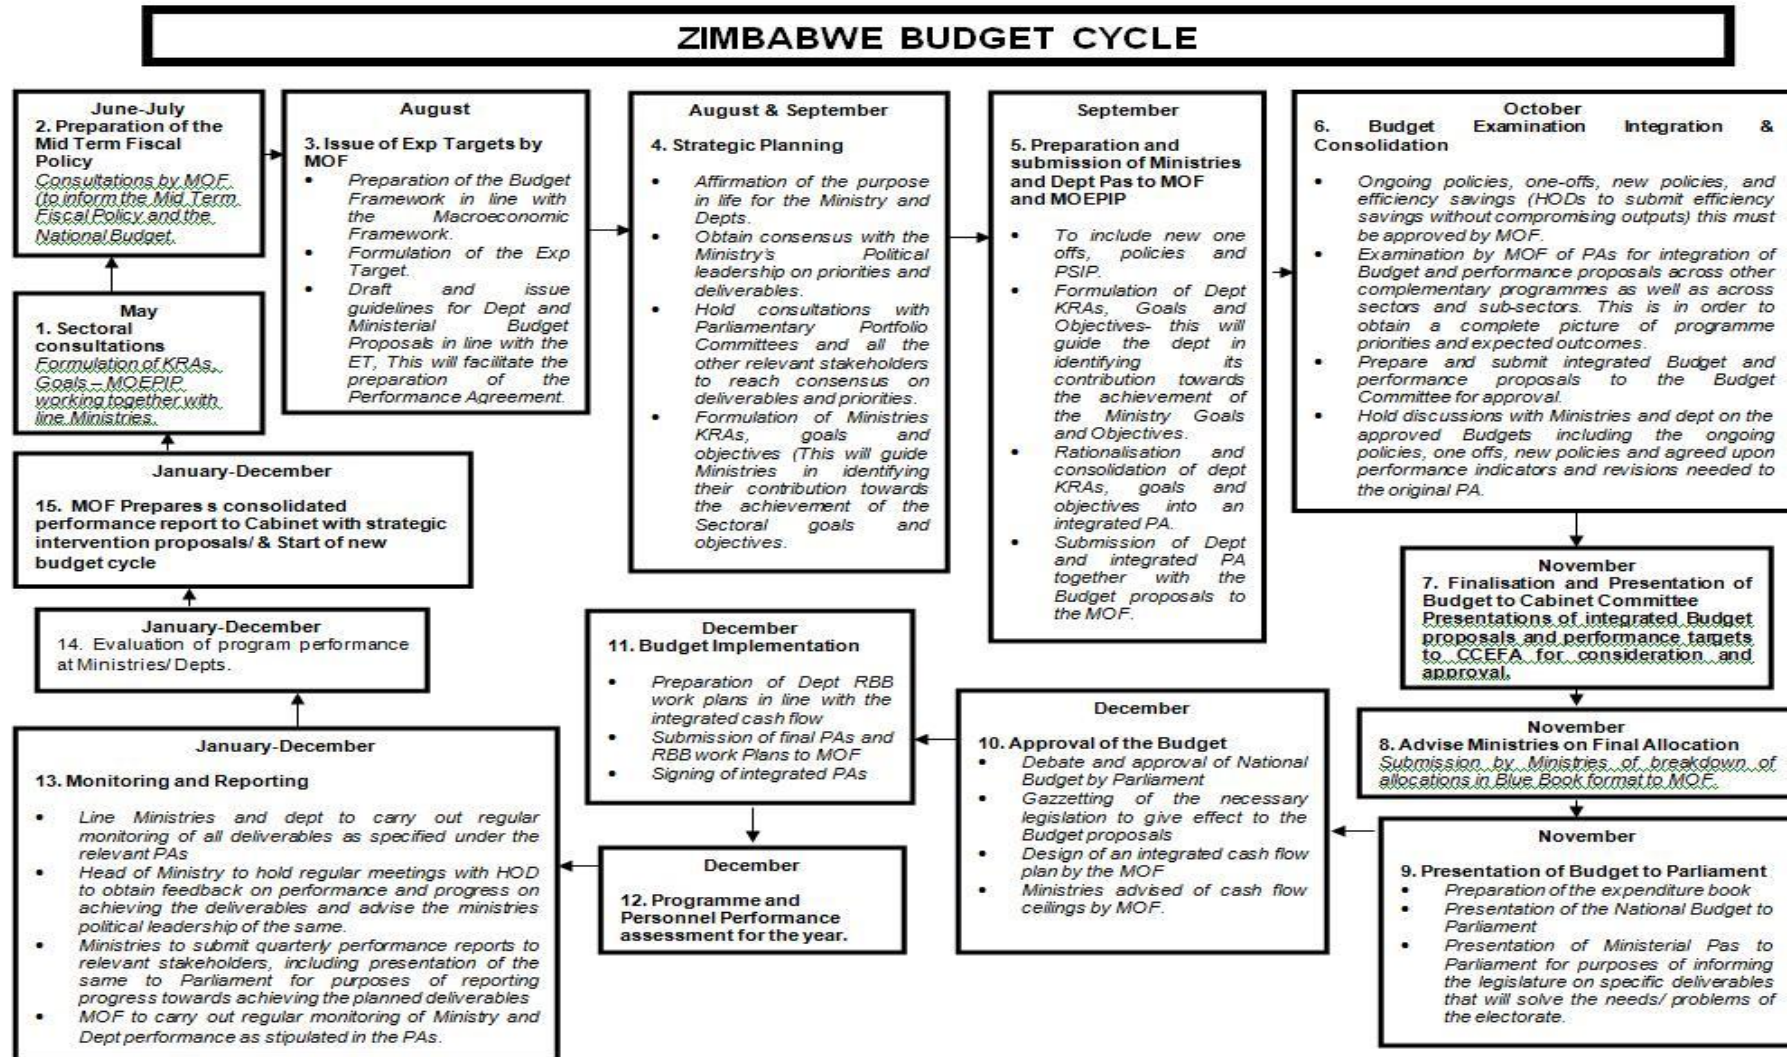 ZIMBABWE BUDGET CYCLE
June-July
2. Preparation of the
Mid Term Fiscal
Policy
Consultations by MOF
(to inform the Mid Term
Fiscal Policy and the
National Budget.
May
1. Sectoral
consultations
Formulation of KRAs,
Goals – MOEPIP
working together with
line Ministries.
August
3. Issue of Exp Targets by
MOF
• Preparation of the Budget
Framework in line with
the Macroeconomic
Framework.
• Formulation of the Exp
Target.
• Draft and issue
guidelines for Dept and
Ministerial Budget
Proposals in line with the
ET, This will facilitate the
preparation of the
Performance Agreement.
August & September
4. Strategic Planning
• Affirmation of the purpose
in life for the Ministry and
Depts.
• Obtain consensus with the
Ministry's Political
leadership on priorities and
deliverables.
• Hold consultations with
Parliamentary Portfolio
Committees and all the
other relevant stakeholders
to reach consensus on
deliverables and priorities.
• Formulation of Ministries
KRAs, goals and
objectives (This will guide
Ministries in identifying
their contribution towards
the achievement of the
Sectoral goals and
objectives.
September
5. Preparation and
submission of Ministries
and Dept Pas to MOF
and MOEPIP
• To include new one
offs, policies and
PSIP.
• Formulation of Dept
KRAs, Goals and
Objectives- this will
guide the dept in
identifying its
contribution towards
the achievement of
the Ministry Goals
and Objectives.
• Rationalisation and
consolidation of dept
KRAs, goals and
objectives into an
integrated PA.
• Submission of Dept
and integrated PA
together with the
Budget proposals to
the MOF.
October
6. Budget Examination Integration &
Consolidation
• Ongoing policies, one-offs, new policies, and
efficiency savings (HODs to submit efficiency
savings without compromising outputs) this must
be approved by MOF.
• Examination by MOF of PAs for integration of
Budget and performance proposals across other
complementary programmes as well as across
sectors and sub-sectors. This is in order to
obtain a complete picture of programme
priorities and expected outcomes.
• Prepare and submit integrated Budget and
performance proposals to the Budget
Committee for approval.
• Hold discussions with Ministries and dept on the
approved Budgets including the ongoing
policies, one offs, new policies and agreed upon
performance indicators and revisions needed to
the original PA.
November
7. Finalisation and Presentation of
Budget to Cabinet Committee
Presentations of integrated Budget
proposals and performance targets
to CCEFA for consideration and
approval.
November
8. Advise Ministries on Final Allocation
Submission by Ministries of breakdown of
allocations in Blue Book format to MOF.
November
9. Presentation of Budget to Parliament
• Preparation of the expenditure book
• Presentation of the National Budget to
Parliament
• Presentation of Ministerial Pas to
Parliament for purposes of informing
the legislature on specific deliverables
that will solve the needs/ problems of
the electorate.
December
10. Approval of the Budget
• Debate and approval of National
Budget by Parliament
• Gazzetting of the necessary
legislation to give effect to the
Budget proposals
• Design of an integrated cash flow
plan by the MOF
• Ministries advised of cash flow
ceilings by MOF.
December
11. Budget Implementation
• Preparation of Dept RBB
work plans in line with the
integrated cash flow
• Submission of final PAs and
RBB work Plans to MOF
• Signing of integrated PAs
December
12. Programme and
Personnel Performance
assessment for the year.
January-December
13. Monitoring and Reporting
• Line Ministries and dept to carry out regular
monitoring of all deliverables as specified under the
relevant PAs
• Head of Ministry to hold regular meetings with HOD
to obtain feedback on performance and progress on
achieving the deliverables and advise the ministries
political leadership of the same.
• Ministries to submit quarterly performance reports to
relevant stakeholders, including presentation of the
same to Parliament for purposes of reporting
progress towards achieving the planned deliverables
• MOF to carry out regular monitoring of Ministry and
Dept performance as stipulated in the PAs.
January-December
14. Evaluation of program performance
at Ministries/ Depts.
January-December
15. MOF Prepares s consolidated
performance report to Cabinet with strategic
intervention proposals/ & Start of new
budget cycle